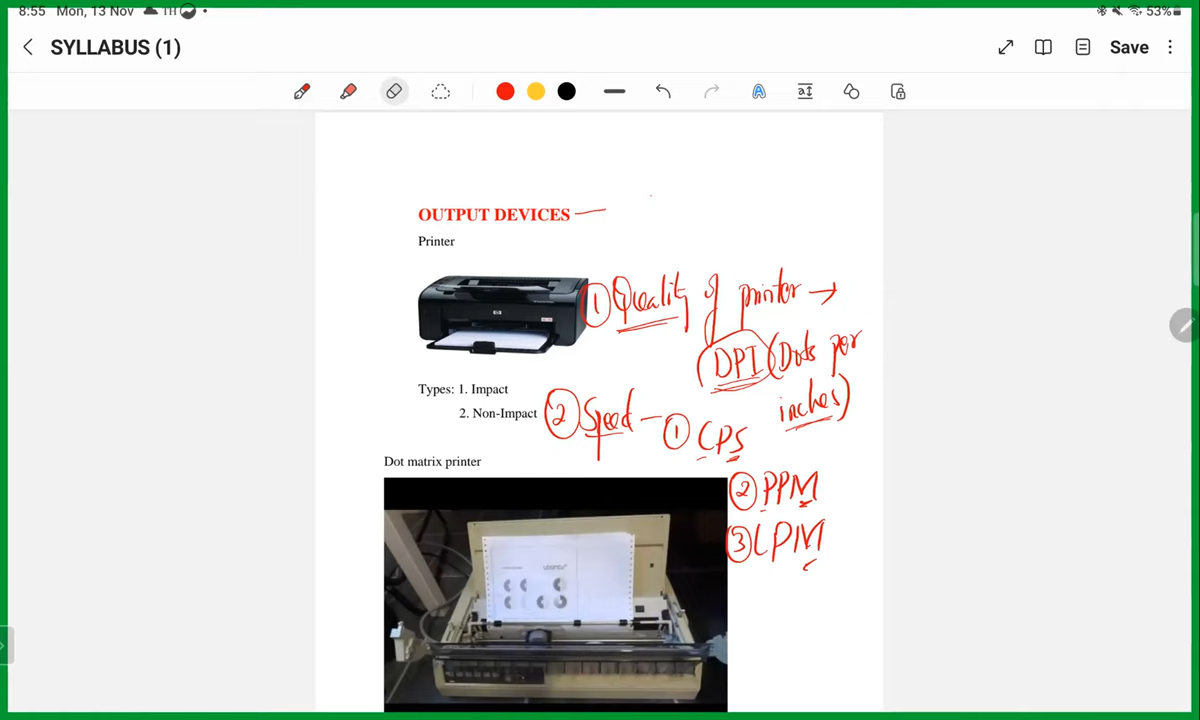 8:55 Mon, 13 Nov TH 53%
SYLLABUS (1)
Save
OUTPUT DEVICES
Printer
① Quality of printer →
(DPI) (Dots per
inches)
Types: 1. Impact
2. Non-Impact
② Speed — ① CPS
② PPM
③ LPM
Dot matrix printer
ubuntu